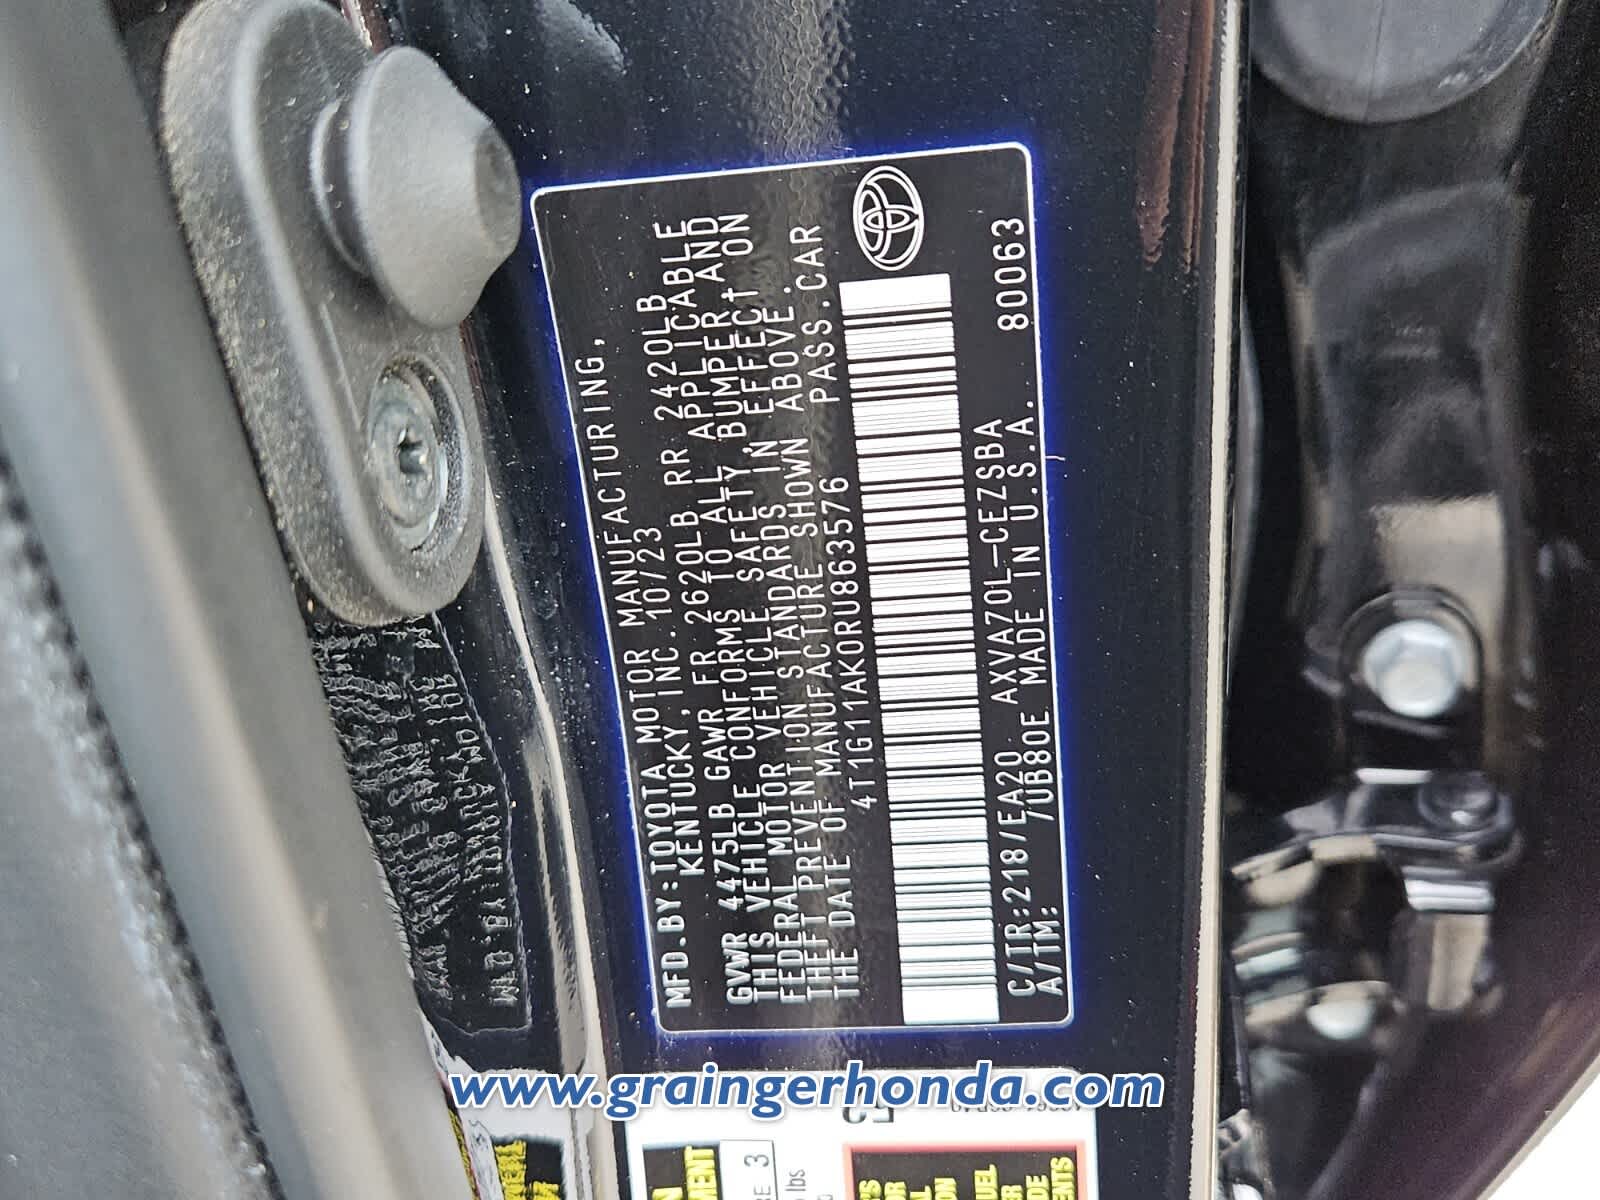 MFD.BY:TOYOTA MOTOR MANUFACTURING,
KENTUCKY,INC. 10/23
GVWR 4475LB GAWR FR 2620LB RR 2420LB
THIS VEHICLE CONFORMS TO ALL APPLICABLE
FEDERAL MOTOR VEHICLE SAFETY,BUMPER,AND
THEFT PREVENTION STANDARDS IN EFFECT ON
THE DATE OF MANUFACTURE SHOWN ABOVE.
4T1G11AK0RU863576 PASS.CAR
C/TR:218/EA20 AXVA70L-CEZSBA 80063
A/TM: /UB80E MADE IN U.S.A.
www.graingerhonda.com